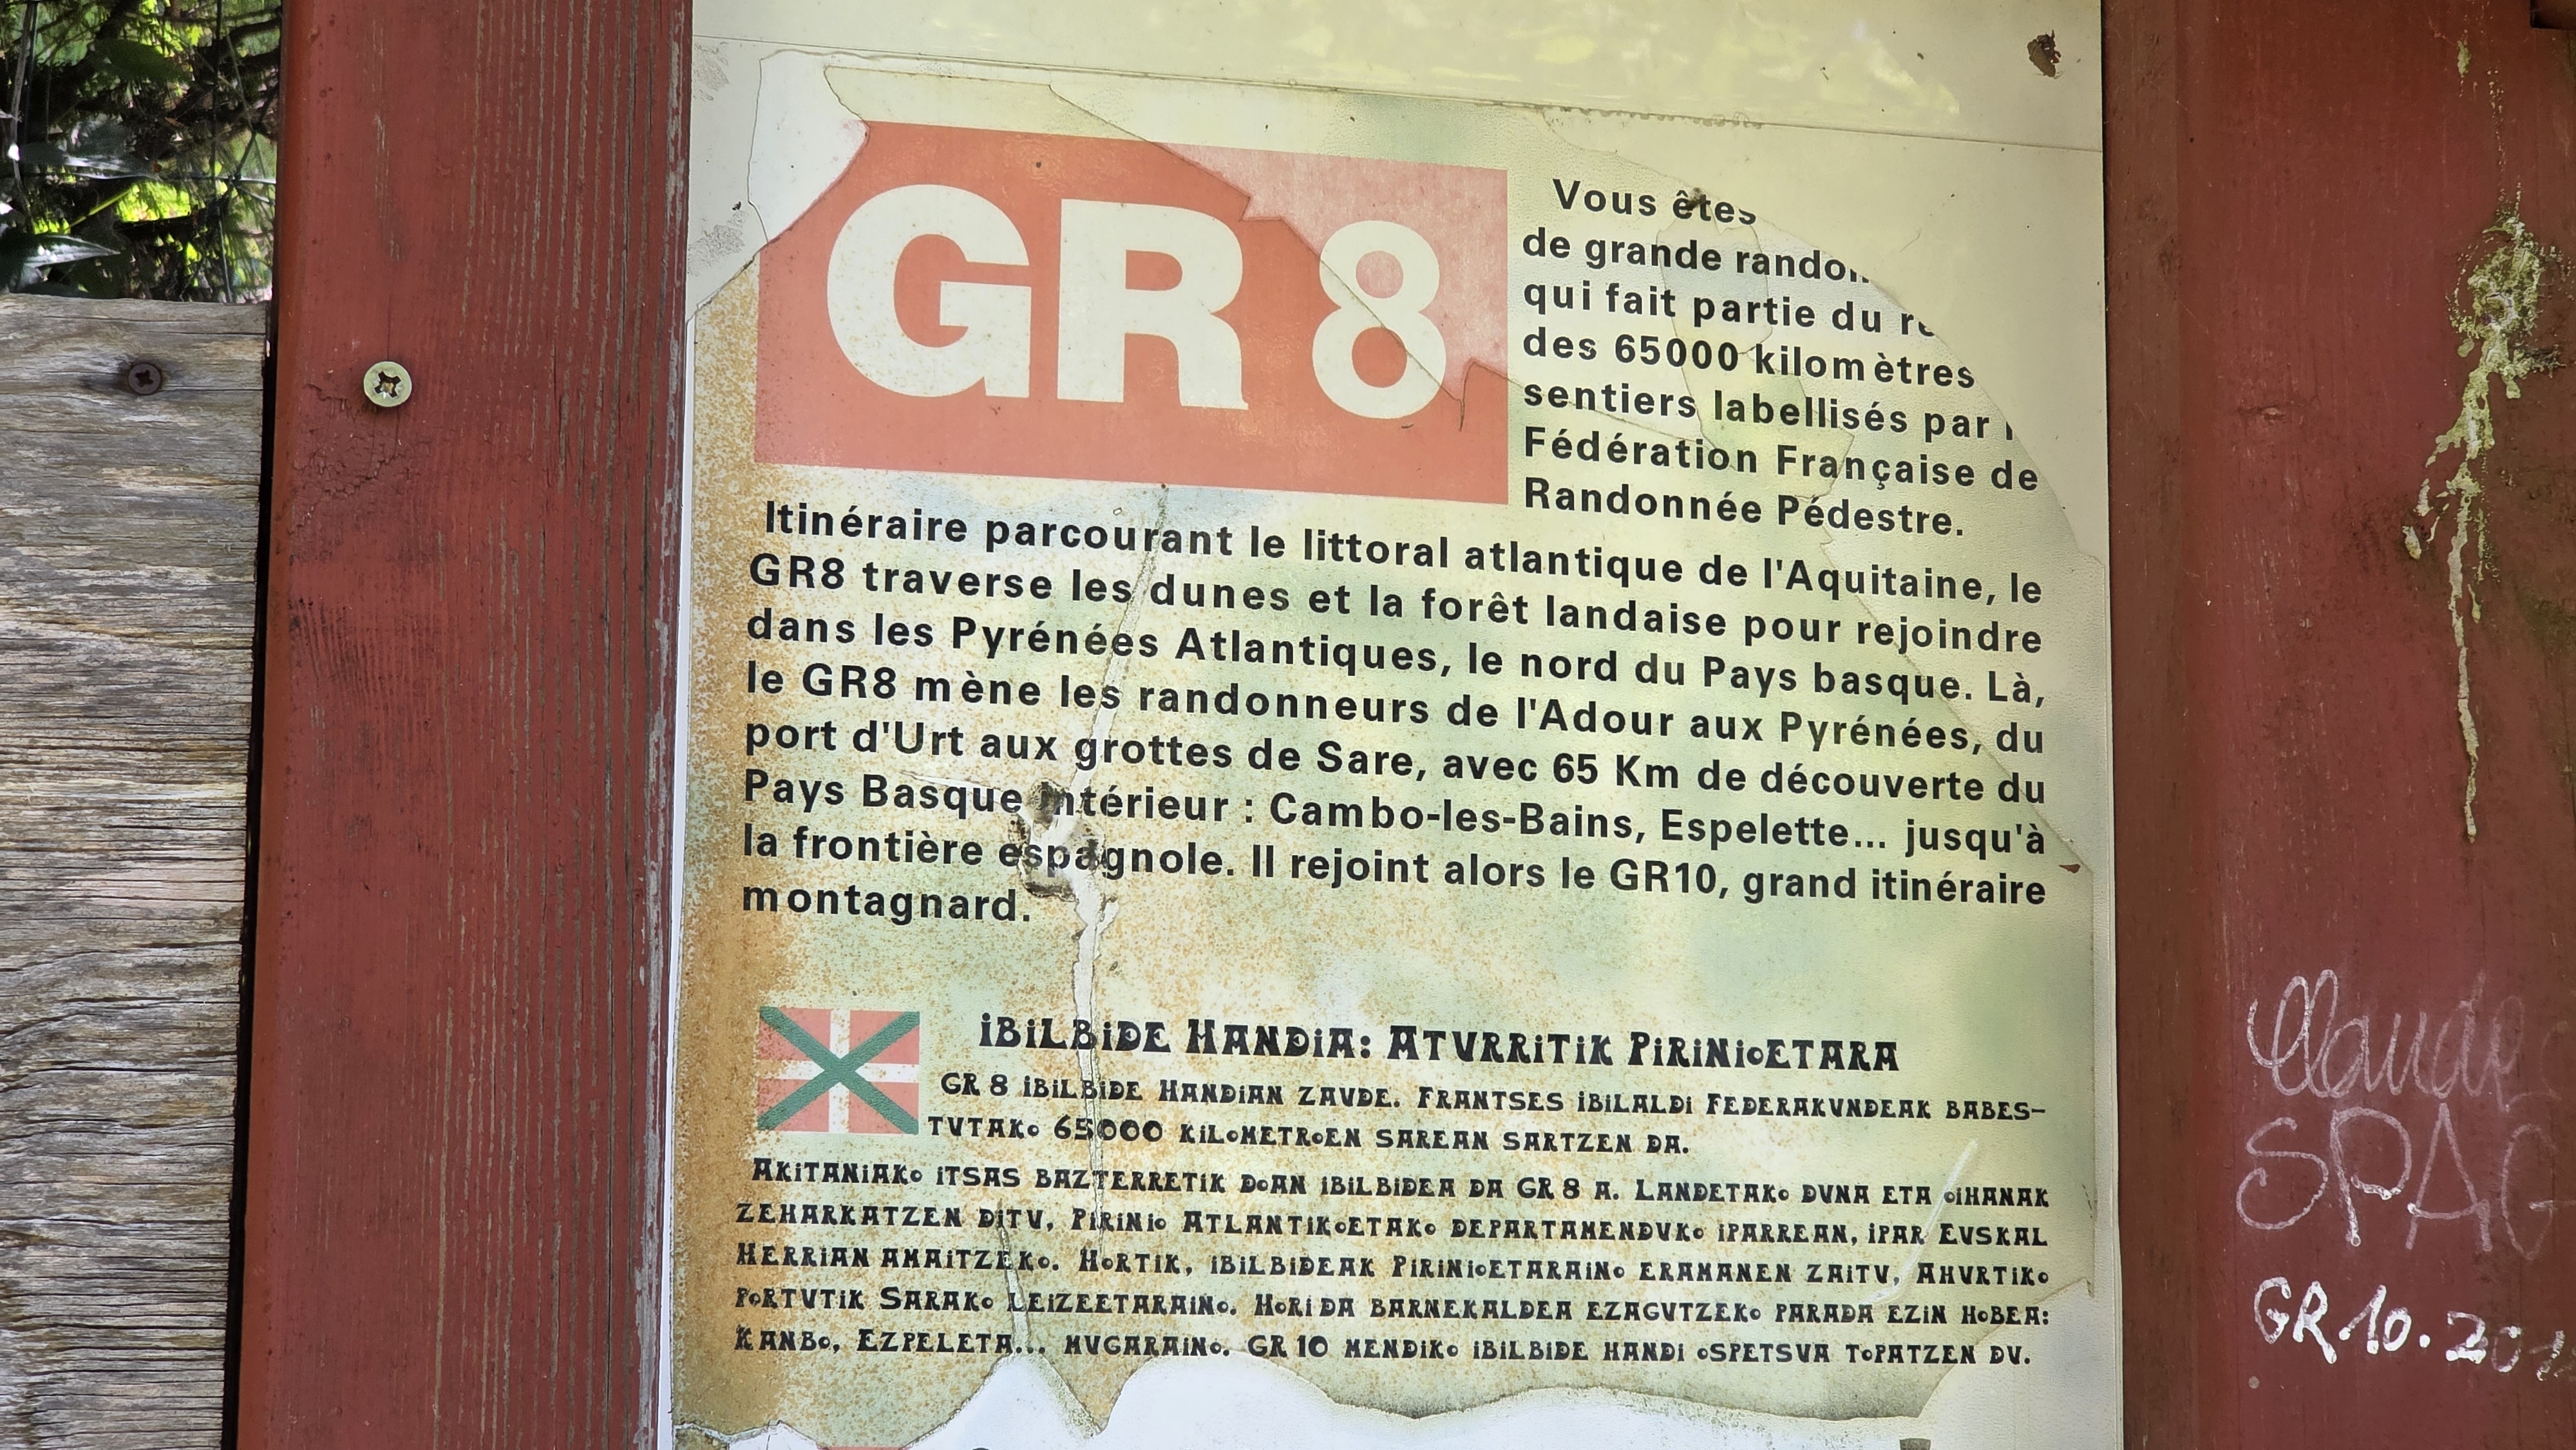 GR 8
Vous êtes
de grande
qui fait partie du
des 65000 kilomètres
sentiers labellisés par
Fédération Française de
Randonnée Pédestre.
Itinéraire parcourant le littoral atlantique de l'Aquitaine, le
GR8 traverse les dunes et la forêt landaise pour rejoindre
dans les Pyrénées Atlantiques, le nord du Pays basque. Là,
le GR8 mène les randonneurs de l'Adour aux Pyrénées, du
port d'Urt aux grottes de Sare, avec 65 Km de découverte du
Pays Basque intérieur : Cambo-les-Bains, Espelette... jusqu'à
la frontière espagnole. Il rejoint alors le GR10, grand itinéraire
montagnard.
iBiLBiDE HANDiA: ATURRiTiK PiRiNiOETARA
GR 8 iBiLBiDE HANDiAN ZAUDE. FRANTSES iBiLALDi FEDERAKUNDEAK BABES-
TUTAKO 65000 KiLOMETROEN SAREAN SARTZEN DA.
AKiTANiAKO iTSAS BAZTERRETiK DOAN iBiLBiDEA DA GR 8 A. LANDETAKO DUNA ETA OiHANAK
ZEHARKATZEN DiTU, PiRiNiO ATLANTiKOETAKO DEPARTAMENDUKO iPARREAN, iPAR EUSKAL
HERRiAN AMAiTZEKO. HORTiK, iBiLBiDEAK PiRiNiOETARAiNO ERAMANEN ZAiTU, AHURTiKO
PORTUTiK SARAKO LEiZEETARAiNO. HORi DA BARNEKALDEA EZAGUTZEKO PARADA EZiN HOBEA:
KANBO, EZPELETA... MUGARAiNO. GR 10 MENDiKO iBiLBiDE HANDi OSPETSUA TOPATZEN DU.
SPAG
GR.10.